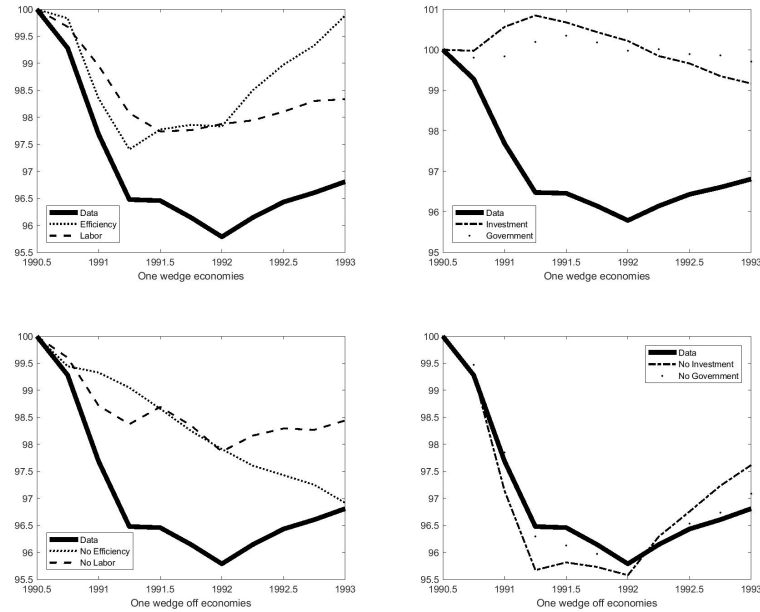 100
99.5
99
98.5
98
97.5
97
96.5
96
95.5
Data
Efficiency
Labor
1990.5 1991 1991.5 1992 1992.5 1993
One wedge economies
101
100
99
98
97
96
95
Data
Investment
Government
1990.5 1991 1991.5 1992 1992.5 1993
One wedge economies
100
99.5
99
98.5
98
97.5
97
96.5
96
95.5
Data
No Efficiency
No Labor
1990.5 1991 1991.5 1992 1992.5 1993
One wedge off economies
100
99.5
99
98.5
98
97.5
97
96.5
96
95.5
Data
No Investment
No Government
1990.5 1991 1991.5 1992 1992.5 1993
One wedge off economies